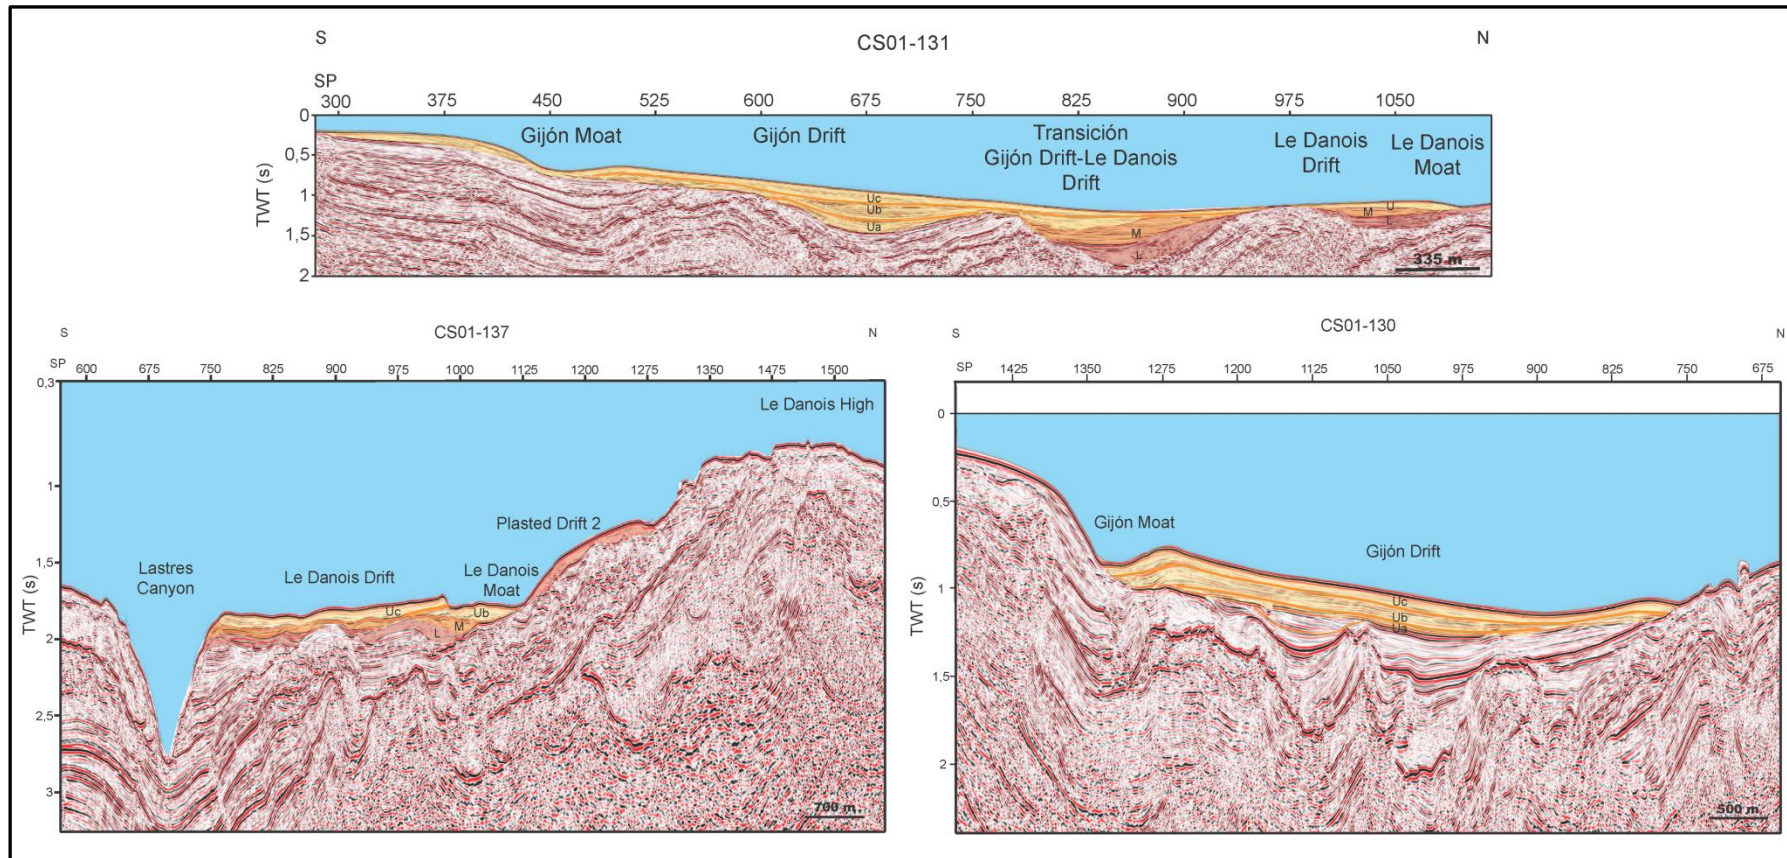 S
CS01-131
N
SP
300 375 450 525 600 675 750 825 900 975 1050
0
0,5
1
1,5
2
TWT (s)
Gijón Moat
Gijón Drift
Transición
Gijón Drift-Le Danois
Drift
Le Danois
Drift
Le Danois
Moat
Uc
Ub
Ua
M
L
U
M
L
335 m
S
CS01-137
N
SP
600 675 750 825 900 975 1000 1125 1200 1275 1350 1475 1500
0,3
1
1,5
2
2,5
3
TWT (s)
Le Danois High
Plasted Drift 2
Lastres
Canyon
Le Danois Drift
Le Danois
Moat
Uc
Ub
M
L
700 m
S
CS01-130
N
SP
1425 1350 1275 1200 1125 1050 975 900 825 750 675
0
0,5
1
1,5
2
TWT (s)
Gijón Moat
Gijón Drift
Uc
Ub
Ua
500 m